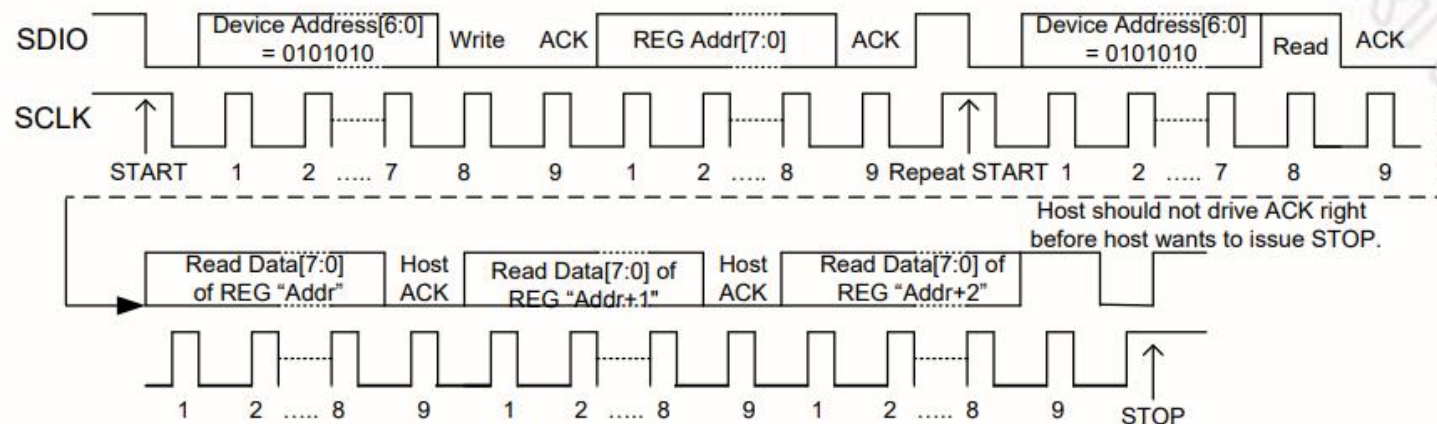 SDIO
Device Address[6:0]
= 0101010
Write
ACK
REG Addr[7:0]
ACK
Device Address[6:0]
= 0101010
Read
ACK
SCLK
START 1 2 ..... 7 8 9 1 2 ..... 8 9 Repeat START 1 2 ..... 7 8 9
Host should not drive ACK right
before host wants to issue STOP.
Read Data[7:0]
of REG "Addr"
Host
ACK
Read Data[7:0] of
REG "Addr+1"
Host
ACK
Read Data[7:0] of
REG "Addr+2"
1 2 ..... 8 9 1 2 ..... 8 9 1 2 ..... 8 9 STOP